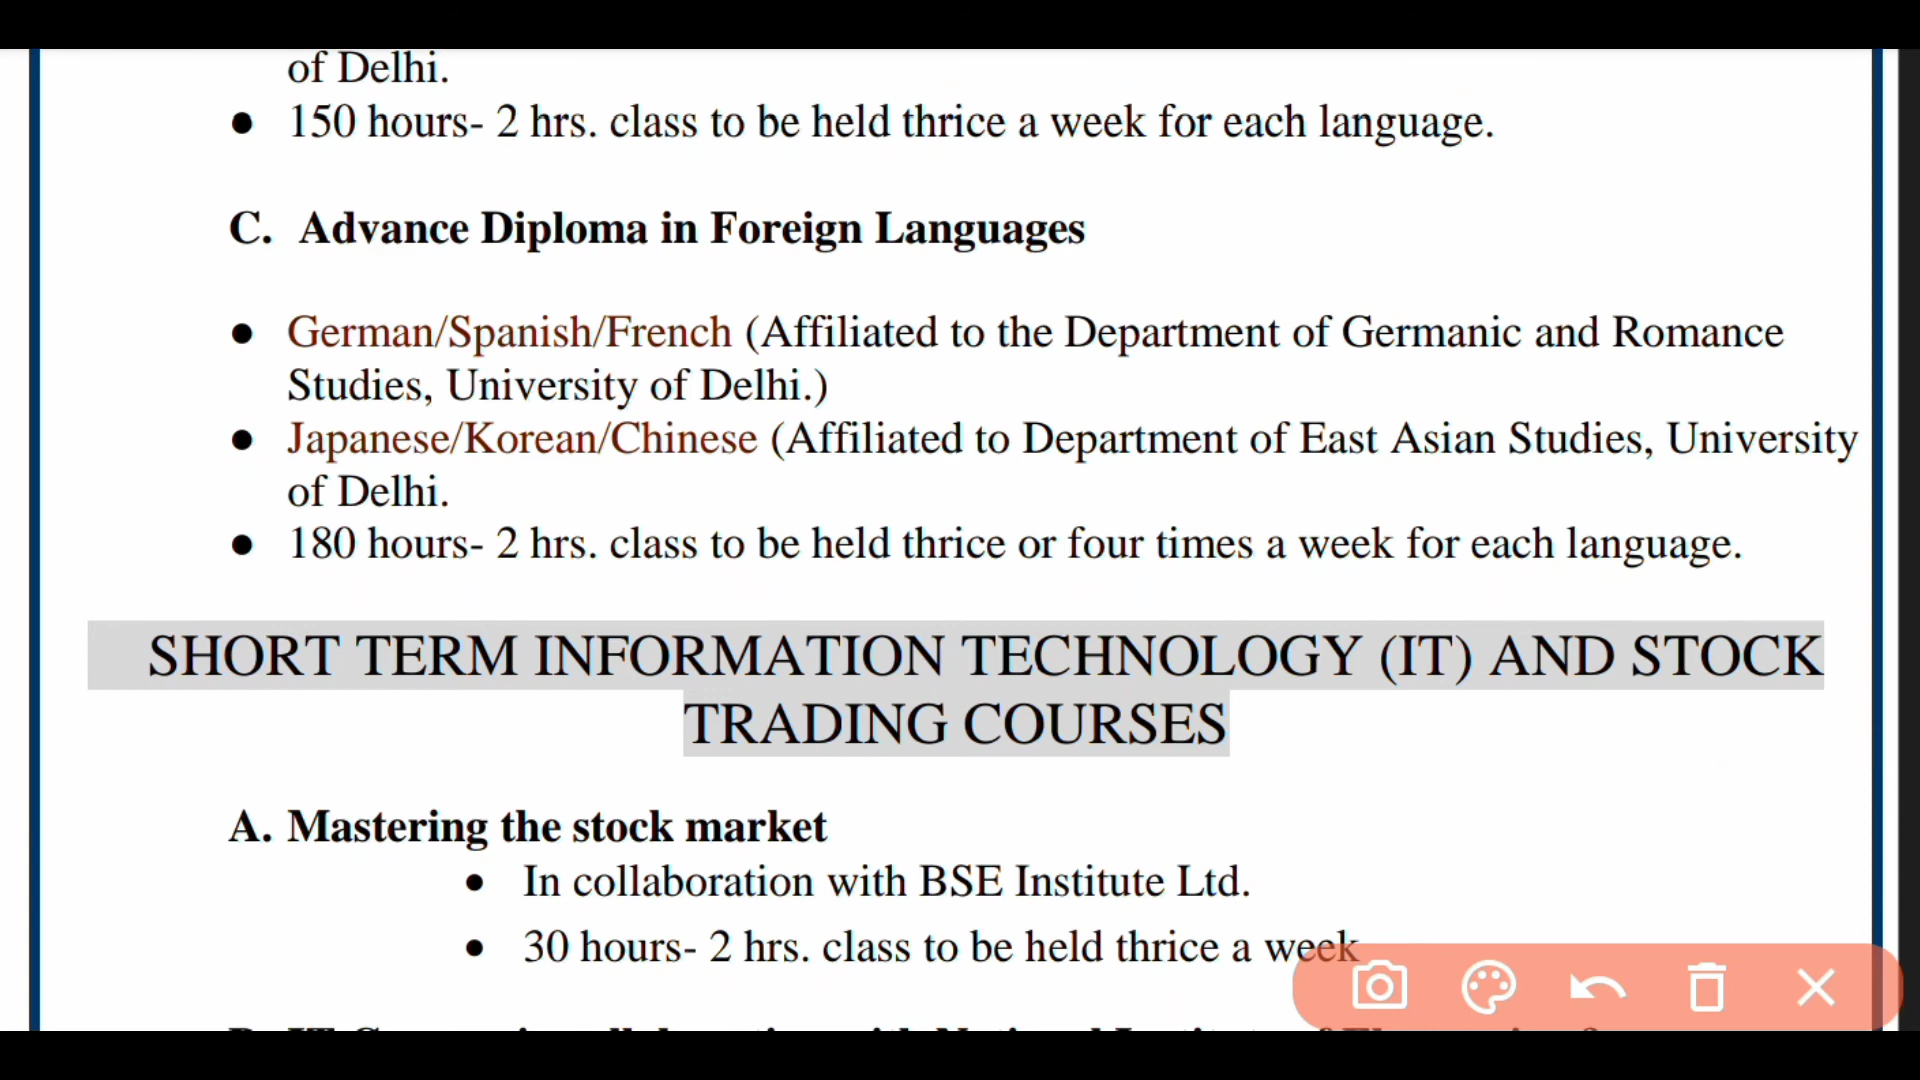 of Delhi.
● 150 hours- 2 hrs. class to be held thrice a week for each language.
C. Advance Diploma in Foreign Languages
● German/Spanish/French (Affiliated to the Department of Germanic and Romance
Studies, University of Delhi.)
● Japanese/Korean/Chinese (Affiliated to Department of East Asian Studies, University
of Delhi.
● 180 hours- 2 hrs. class to be held thrice or four times a week for each language.
SHORT TERM INFORMATION TECHNOLOGY (IT) AND STOCK
TRADING COURSES
A. Mastering the stock market
• In collaboration with BSE Institute Ltd.
• 30 hours- 2 hrs. class to be held thrice a week